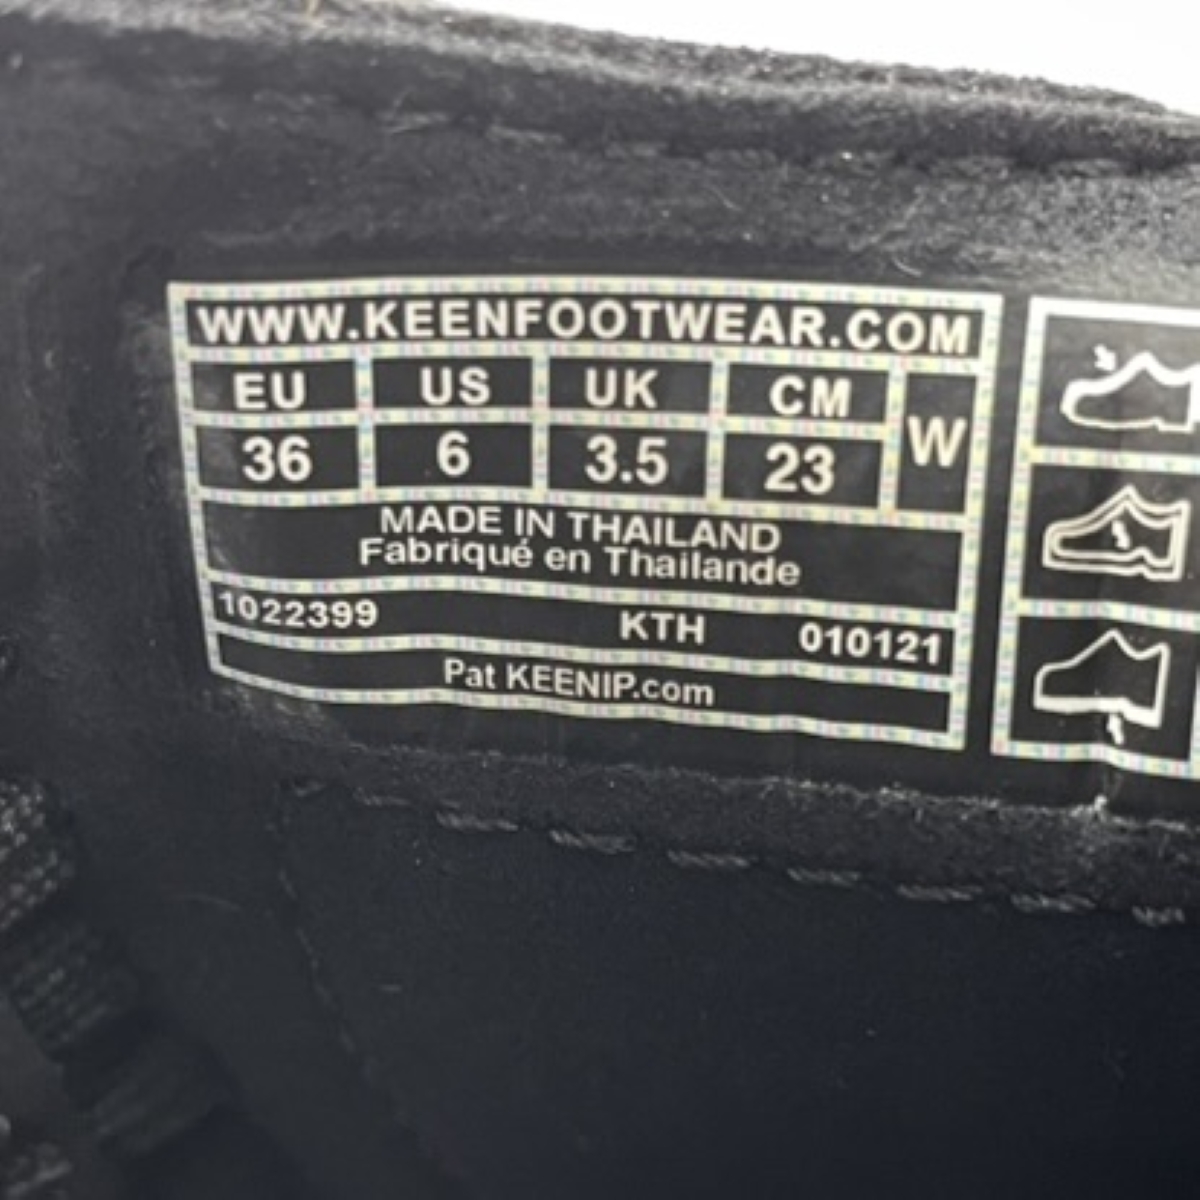 WWW.KEENFOOTWEAR.COM
EU US UK CM W
36 6 3.5 23
MADE IN THAILAND
Fabriqué en Thailande
1022399 KTH 010121
Pat KEENIP.com